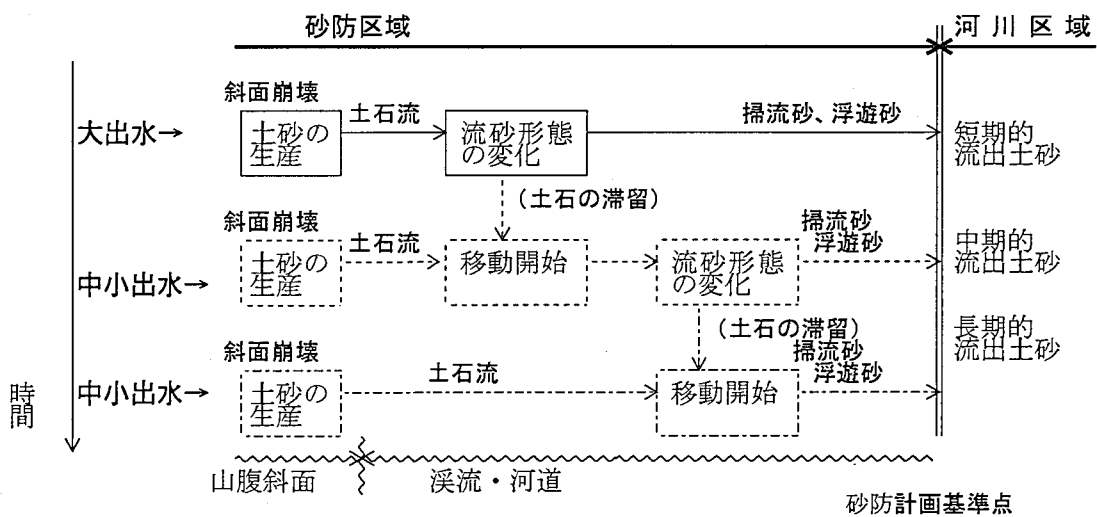 砂防区域
河川区域
斜面崩壊
大出水→
土砂の
生産
土石流
流砂形態
の変化
掃流砂、浮遊砂
短期的
流出土砂
(土石の滞留)
斜面崩壊
中小出水→
土砂の
生産
土石流
移動開始
流砂形態
の変化
掃流砂
浮遊砂
中期的
流出土砂
(土石の滞留)
長期的
流出土砂
斜面崩壊
時間
中小出水→
土砂の
生産
土石流
移動開始
掃流砂
浮遊砂
山腹斜面
渓流・河道
砂防計画基準点